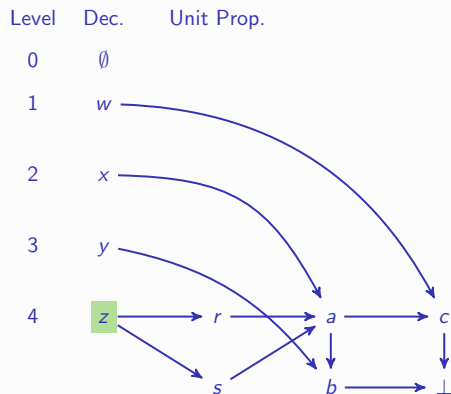 Level Dec. Unit Prop.
0 ∅
1 w
2 x
3 y
4 z r a c
s b ⊥